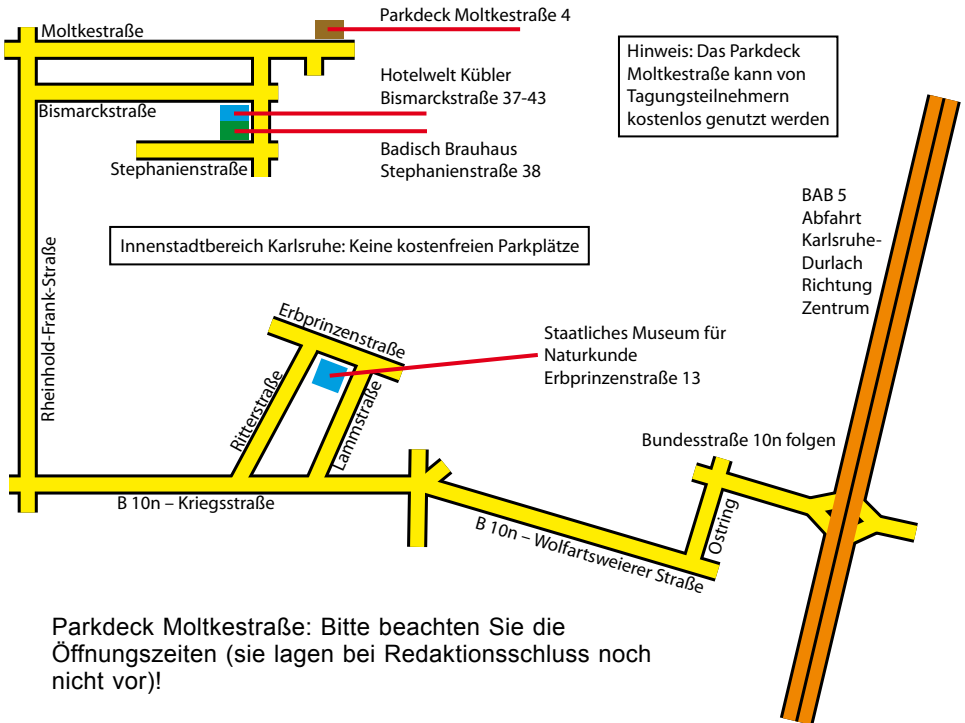 Parkdeck Moltkestraße 4
Moltkestraße
Hinweis: Das Parkdeck
Moltkestraße kann von
Tagungsteilnehmern
kostenlos genutzt werden
Hotelwelt Kübler
Bismarckstraße 37-43
Bismarckstraße
Badisch Brauhaus
Stephanienstraße 38
Stephanienstraße
BAB 5
Abfahrt
Karlsruhe-
Durlach
Richtung
Zentrum
Innenstadtbereich Karlsruhe: Keine kostenfreien Parkplätze
Rheinhold-Frank-Straße
Erbprinzenstraße
Staatliches Museum für
Naturkunde
Erbprinzenstraße 13
Ritterstraße
Lammstraße
Bundesstraße 10n folgen
B 10n – Kriegsstraße
B 10n – Wolfartsweierer Straße
Ostring
Parkdeck Moltkestraße: Bitte beachten Sie die
Öffnungszeiten (sie lagen bei Redaktionsschluss noch
nicht vor)!